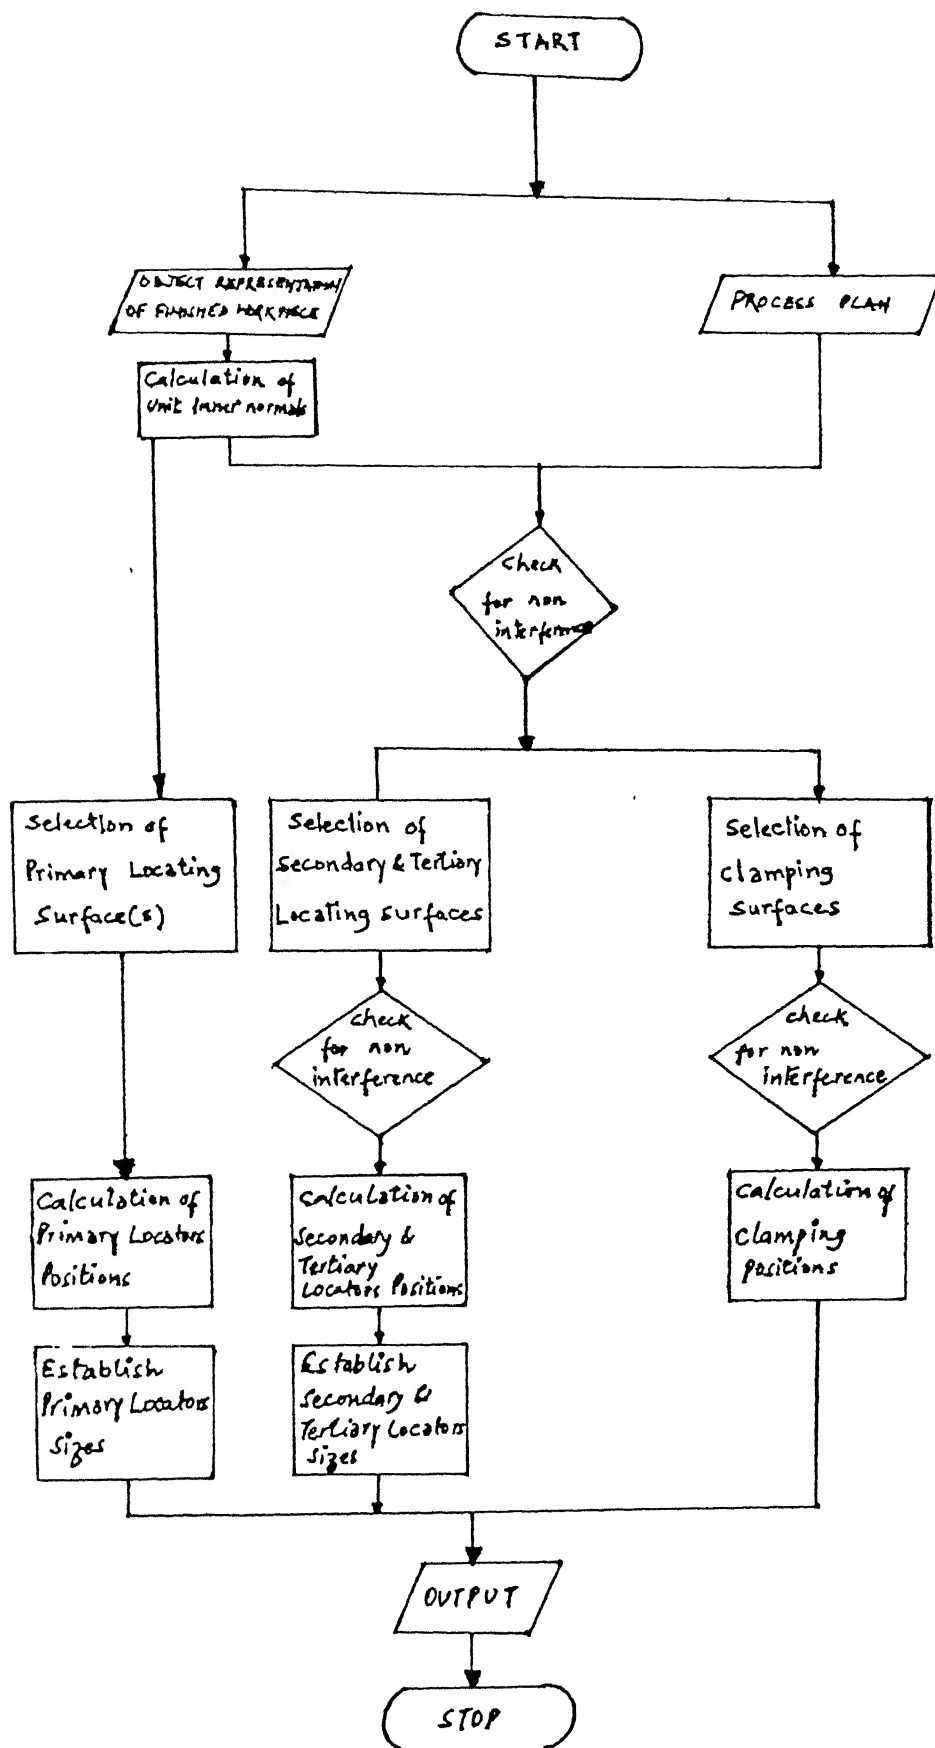 START
OBJECT REPRESENTATION
OF FINISHED WORKPIECE
PROCESS PLAN
Calculation of
Unit Inner normals
check
for non
interference
Selection of
Primary Locating
Surface(s)
Selection of
Secondary & Tertiary
Locating Surfaces
Selection of
clamping
surfaces
check
for non
interference
check
for non
interference
Calculation of
Primary Locators
Positions
Calculation of
Secondary &
Tertiary
Locators Positions
Calculation of
Clamping
positions
Establish
Primary Locators
Sizes
Establish
Secondary &
Tertiary Locators
Sizes
OUTPUT
STOP